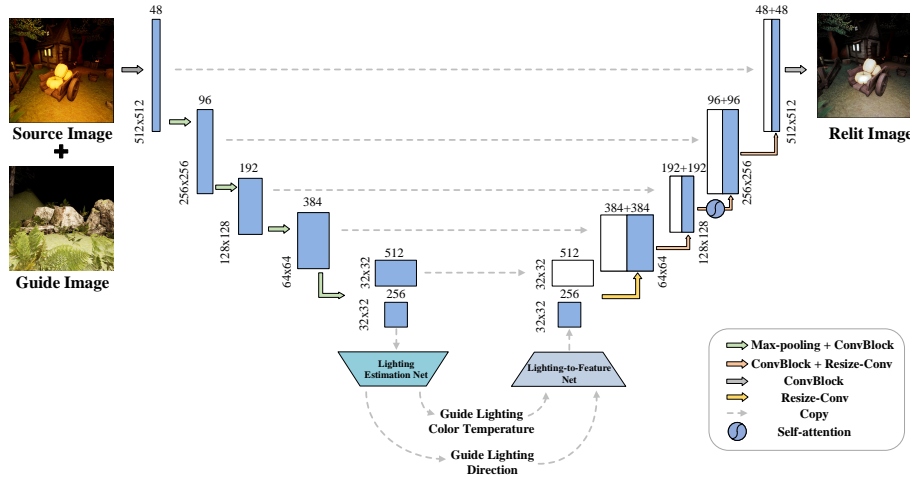 48
512x512
Source Image
+
Guide Image
96
256x256
192
128x128
384
64x64
512
32x32
256
32x32
Lighting
Estimation Net
Guide Lighting
Color Temperature
Guide Lighting
Direction
Lighting-to-Feature
Net
512
32x32
256
32x32
384+384
64x64
192+192
128x128
96+96
256x256
48+48
512x512
Relit Image
Max-pooling + ConvBlock
ConvBlock + Resize-Conv
ConvBlock
Resize-Conv
Copy
Self-attention